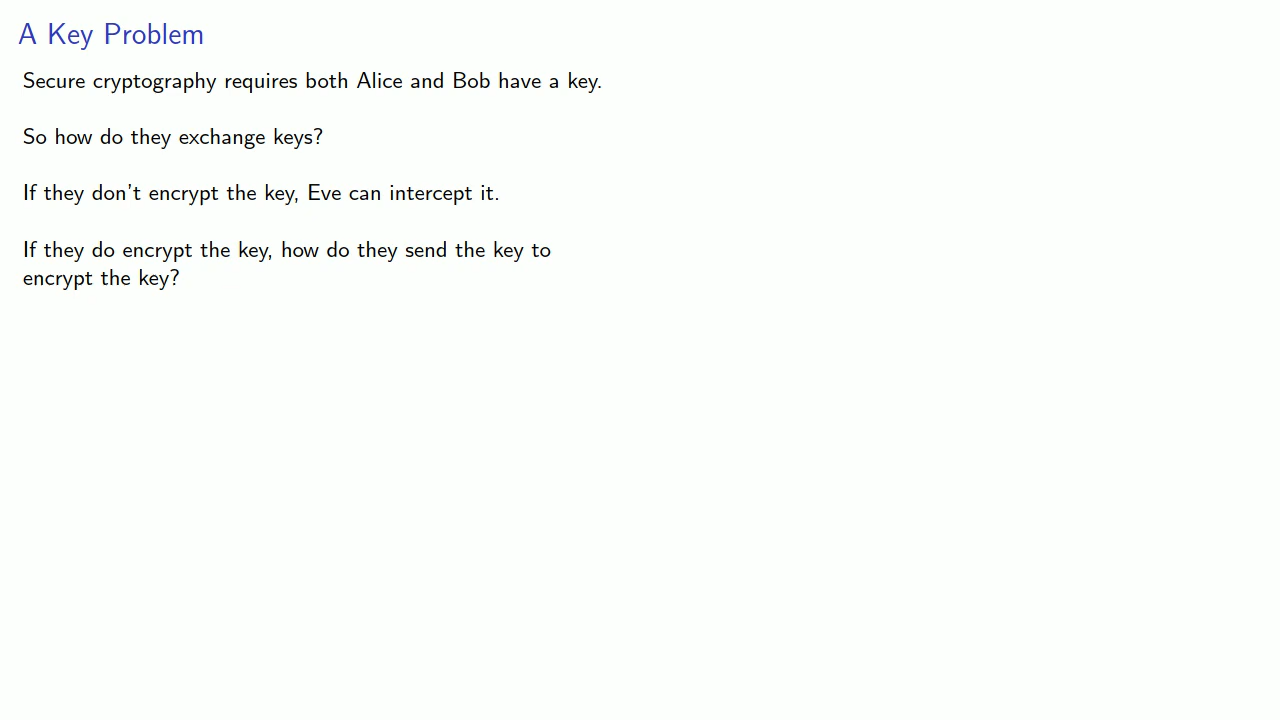 A Key Problem
Secure cryptography requires both Alice and Bob have a key.
So how do they exchange keys?
If they don't encrypt the key, Eve can intercept it.
If they do encrypt the key, how do they send the key to
encrypt the key?